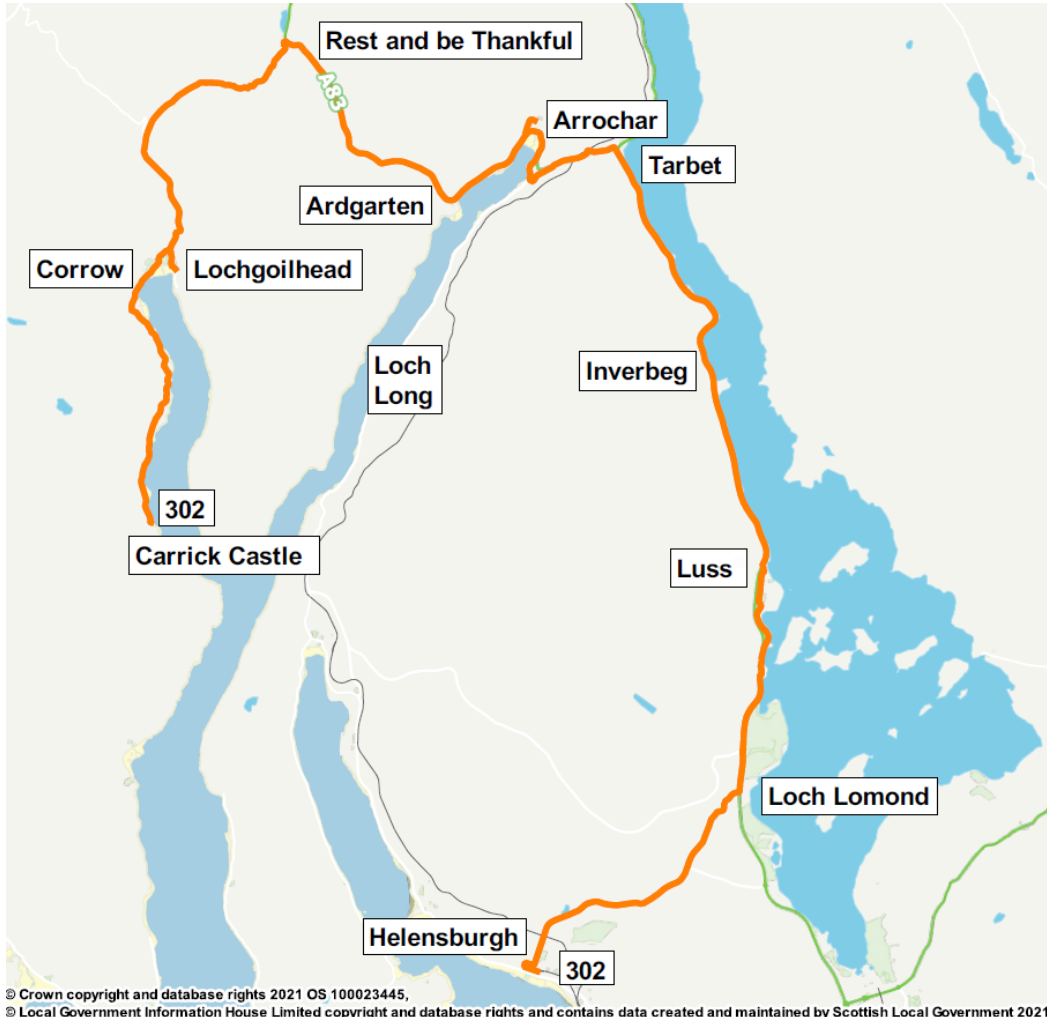 Rest and be Thankful
A83
Arrochar
Tarbet
Ardgarten
Corrow
Lochgoilhead
Loch
Long
Inverbeg
302
Carrick Castle
Luss
Loch Lomond
Helensburgh
302
© Crown copyright and database rights 2021 OS 100023445,
© Local Government Information House Limited copyright and database rights and contains data created and maintained by Scottish Local Government 2021